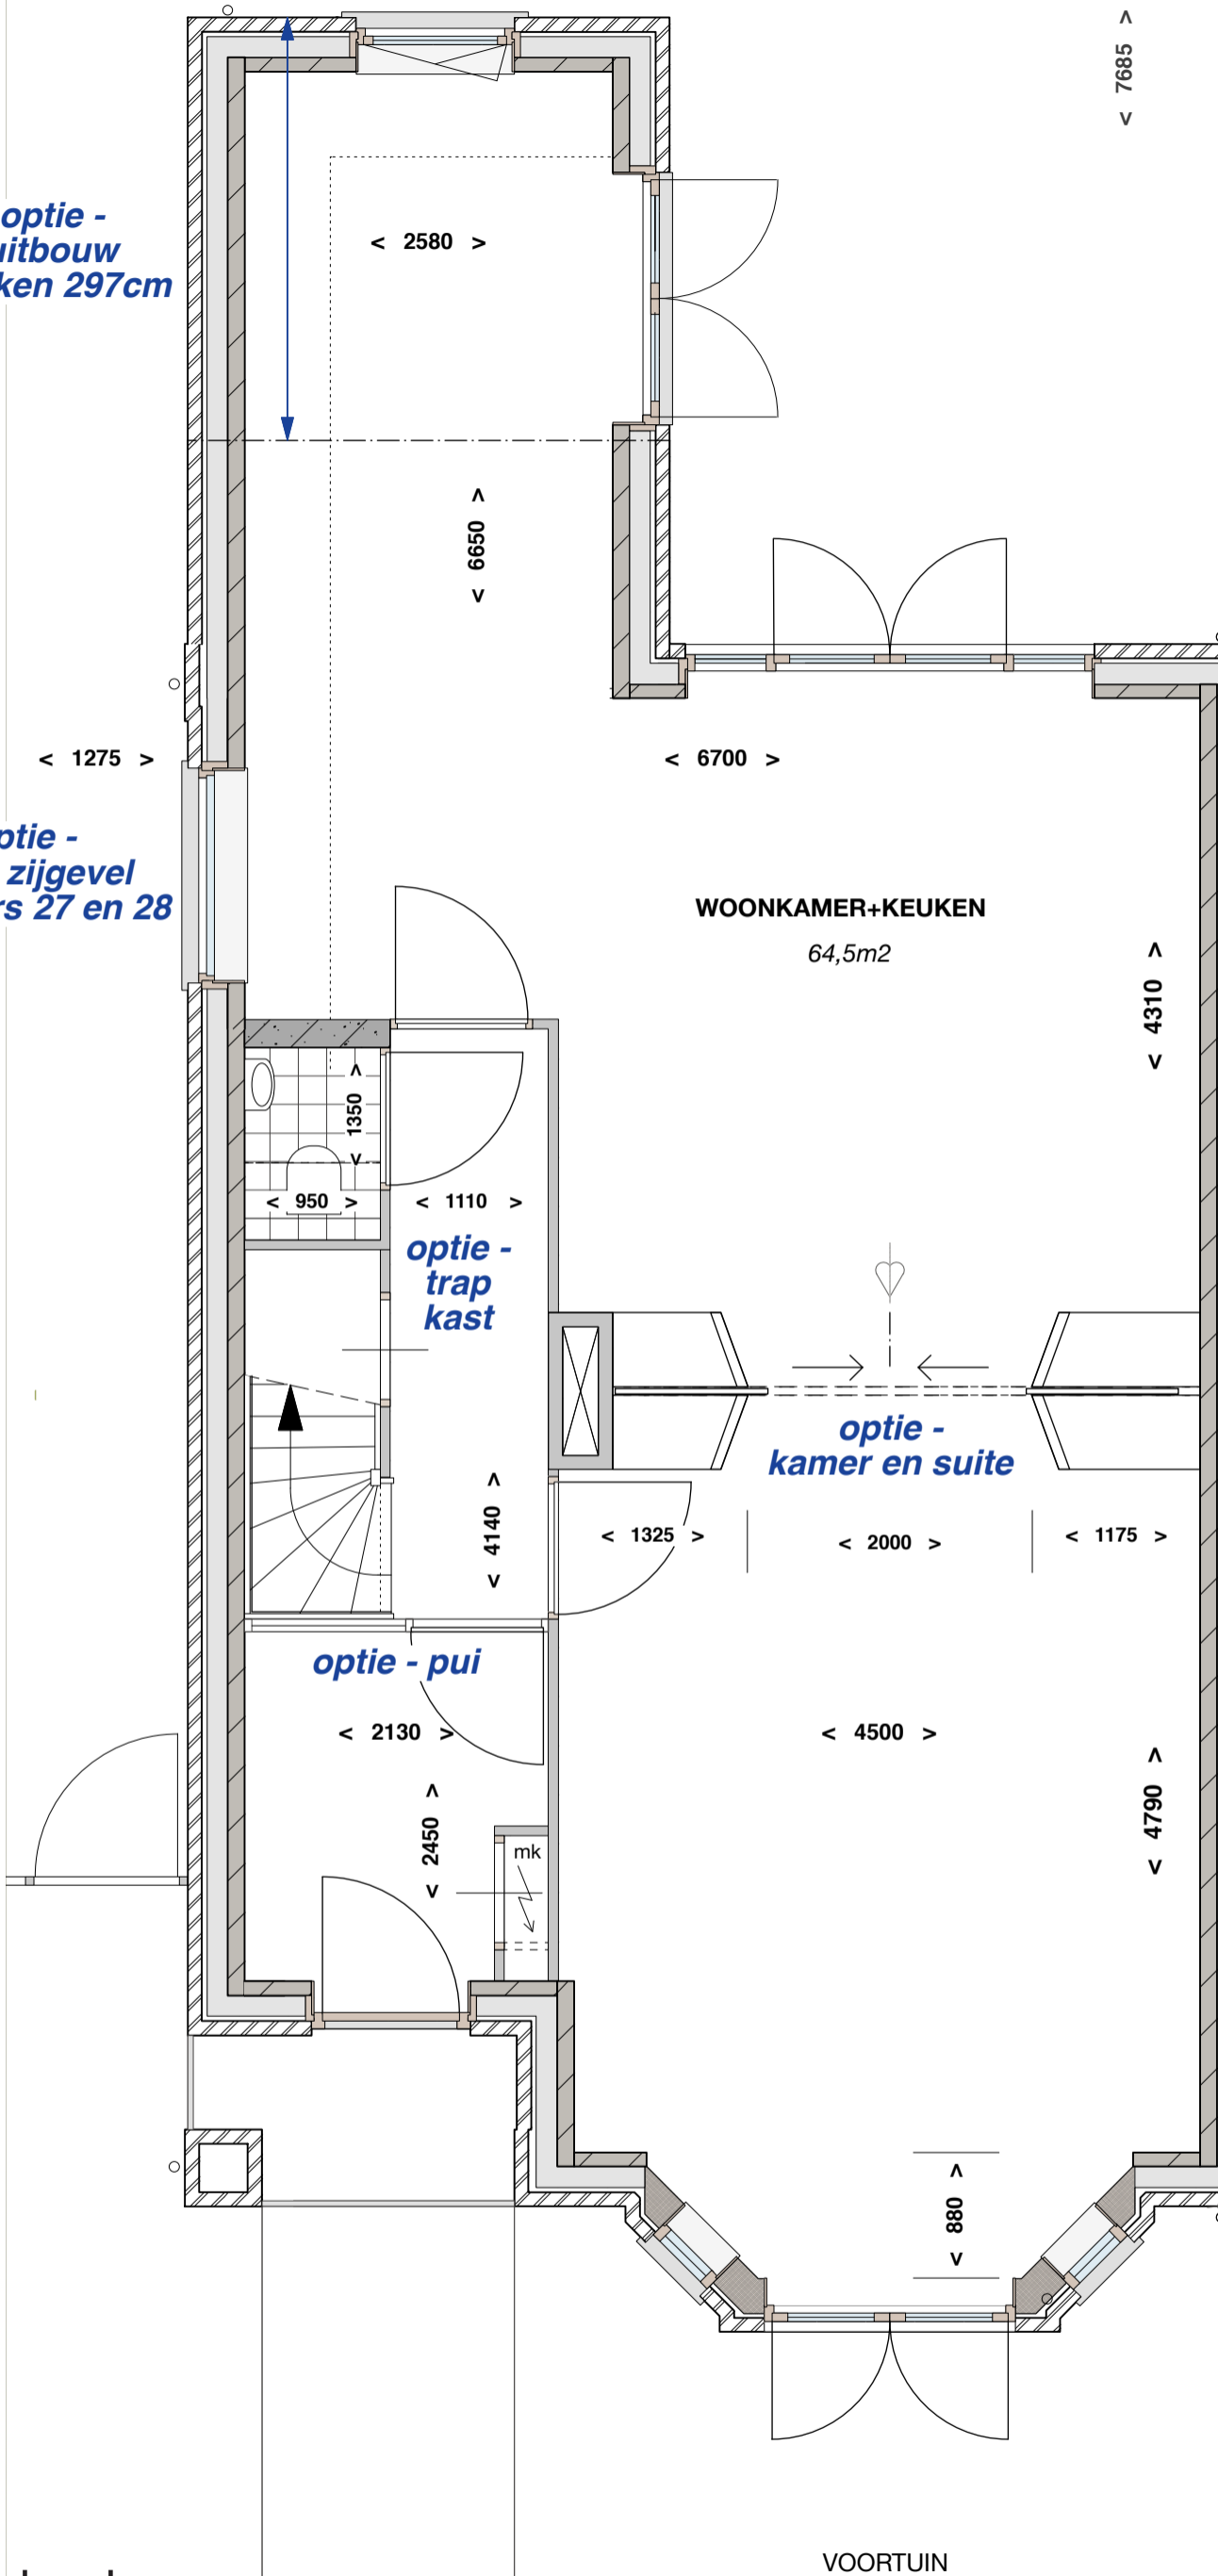 < 7685 >
optie -
uitbouw
ken 297cm
< 2580 >
< 6650 >
< 1275 >
< 6700 >
ptie -
zijgevel
rs 27 en 28
WOONKAMER+KEUKEN
64,5m2
< 4310 >
< 1350 >
< 950 >
< 1110 >
optie -
trap
kast
optie -
kamer en suite
< 4140 >
< 1325 >
< 2000 >
< 1175 >
optie - pui
< 2130 >
< 4500 >
< 2450 >
mk
< 4790 >
< 880 >
VOORTUIN